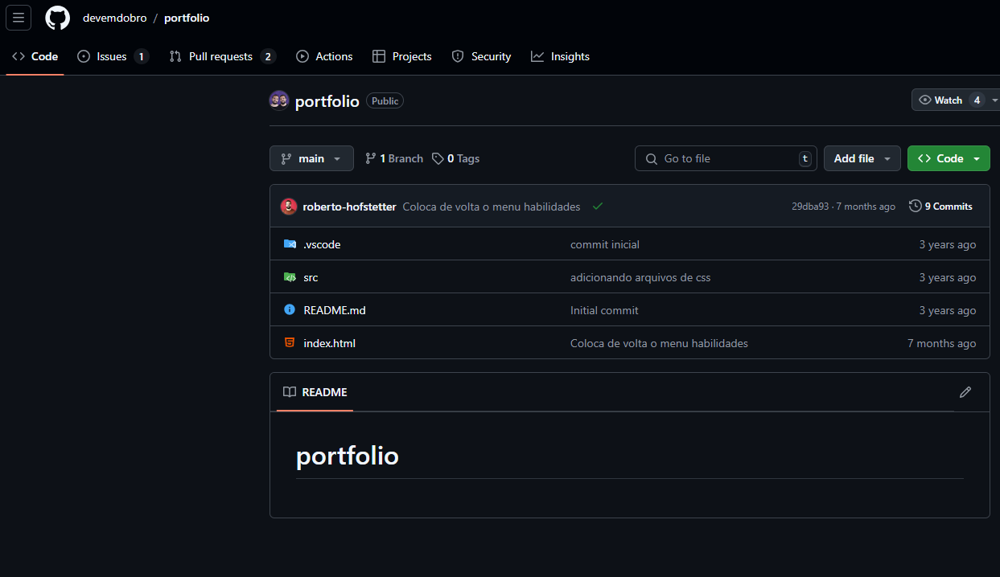 devemdobro / portfolio
Code Issues 1 Pull requests 2 Actions Projects Security Insights
portfolio Public Watch 4
main 1 Branch 0 Tags Go to file t Add file Code
roberto-hofstetter Coloca de volta o menu habilidades 29dba93 · 7 months ago 9 Commits
.vscode commit inicial 3 years ago
src adicionando arquivos de css 3 years ago
README.md Initial commit 3 years ago
index.html Coloca de volta o menu habilidades 7 months ago
README
portfolio